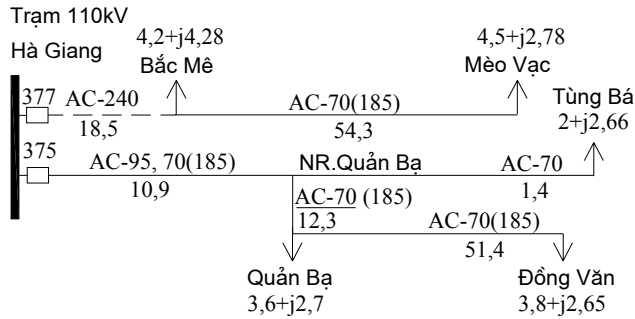 Trạm 110kV
Hà Giang
4,2+j4,28
Bắc Mê
4,5+j2,78
Mèo Vạc
377
AC-240
18,5
AC-70(185)
54,3
Tùng Bá
2+j2,66
375
AC-95, 70(185)
10,9
NR.Quản Bạ
AC-70
1,4
AC-70 (185)
12,3
AC-70(185)
51,4
Quản Bạ
3,6+j2,7
Đồng Văn
3,8+j2,65